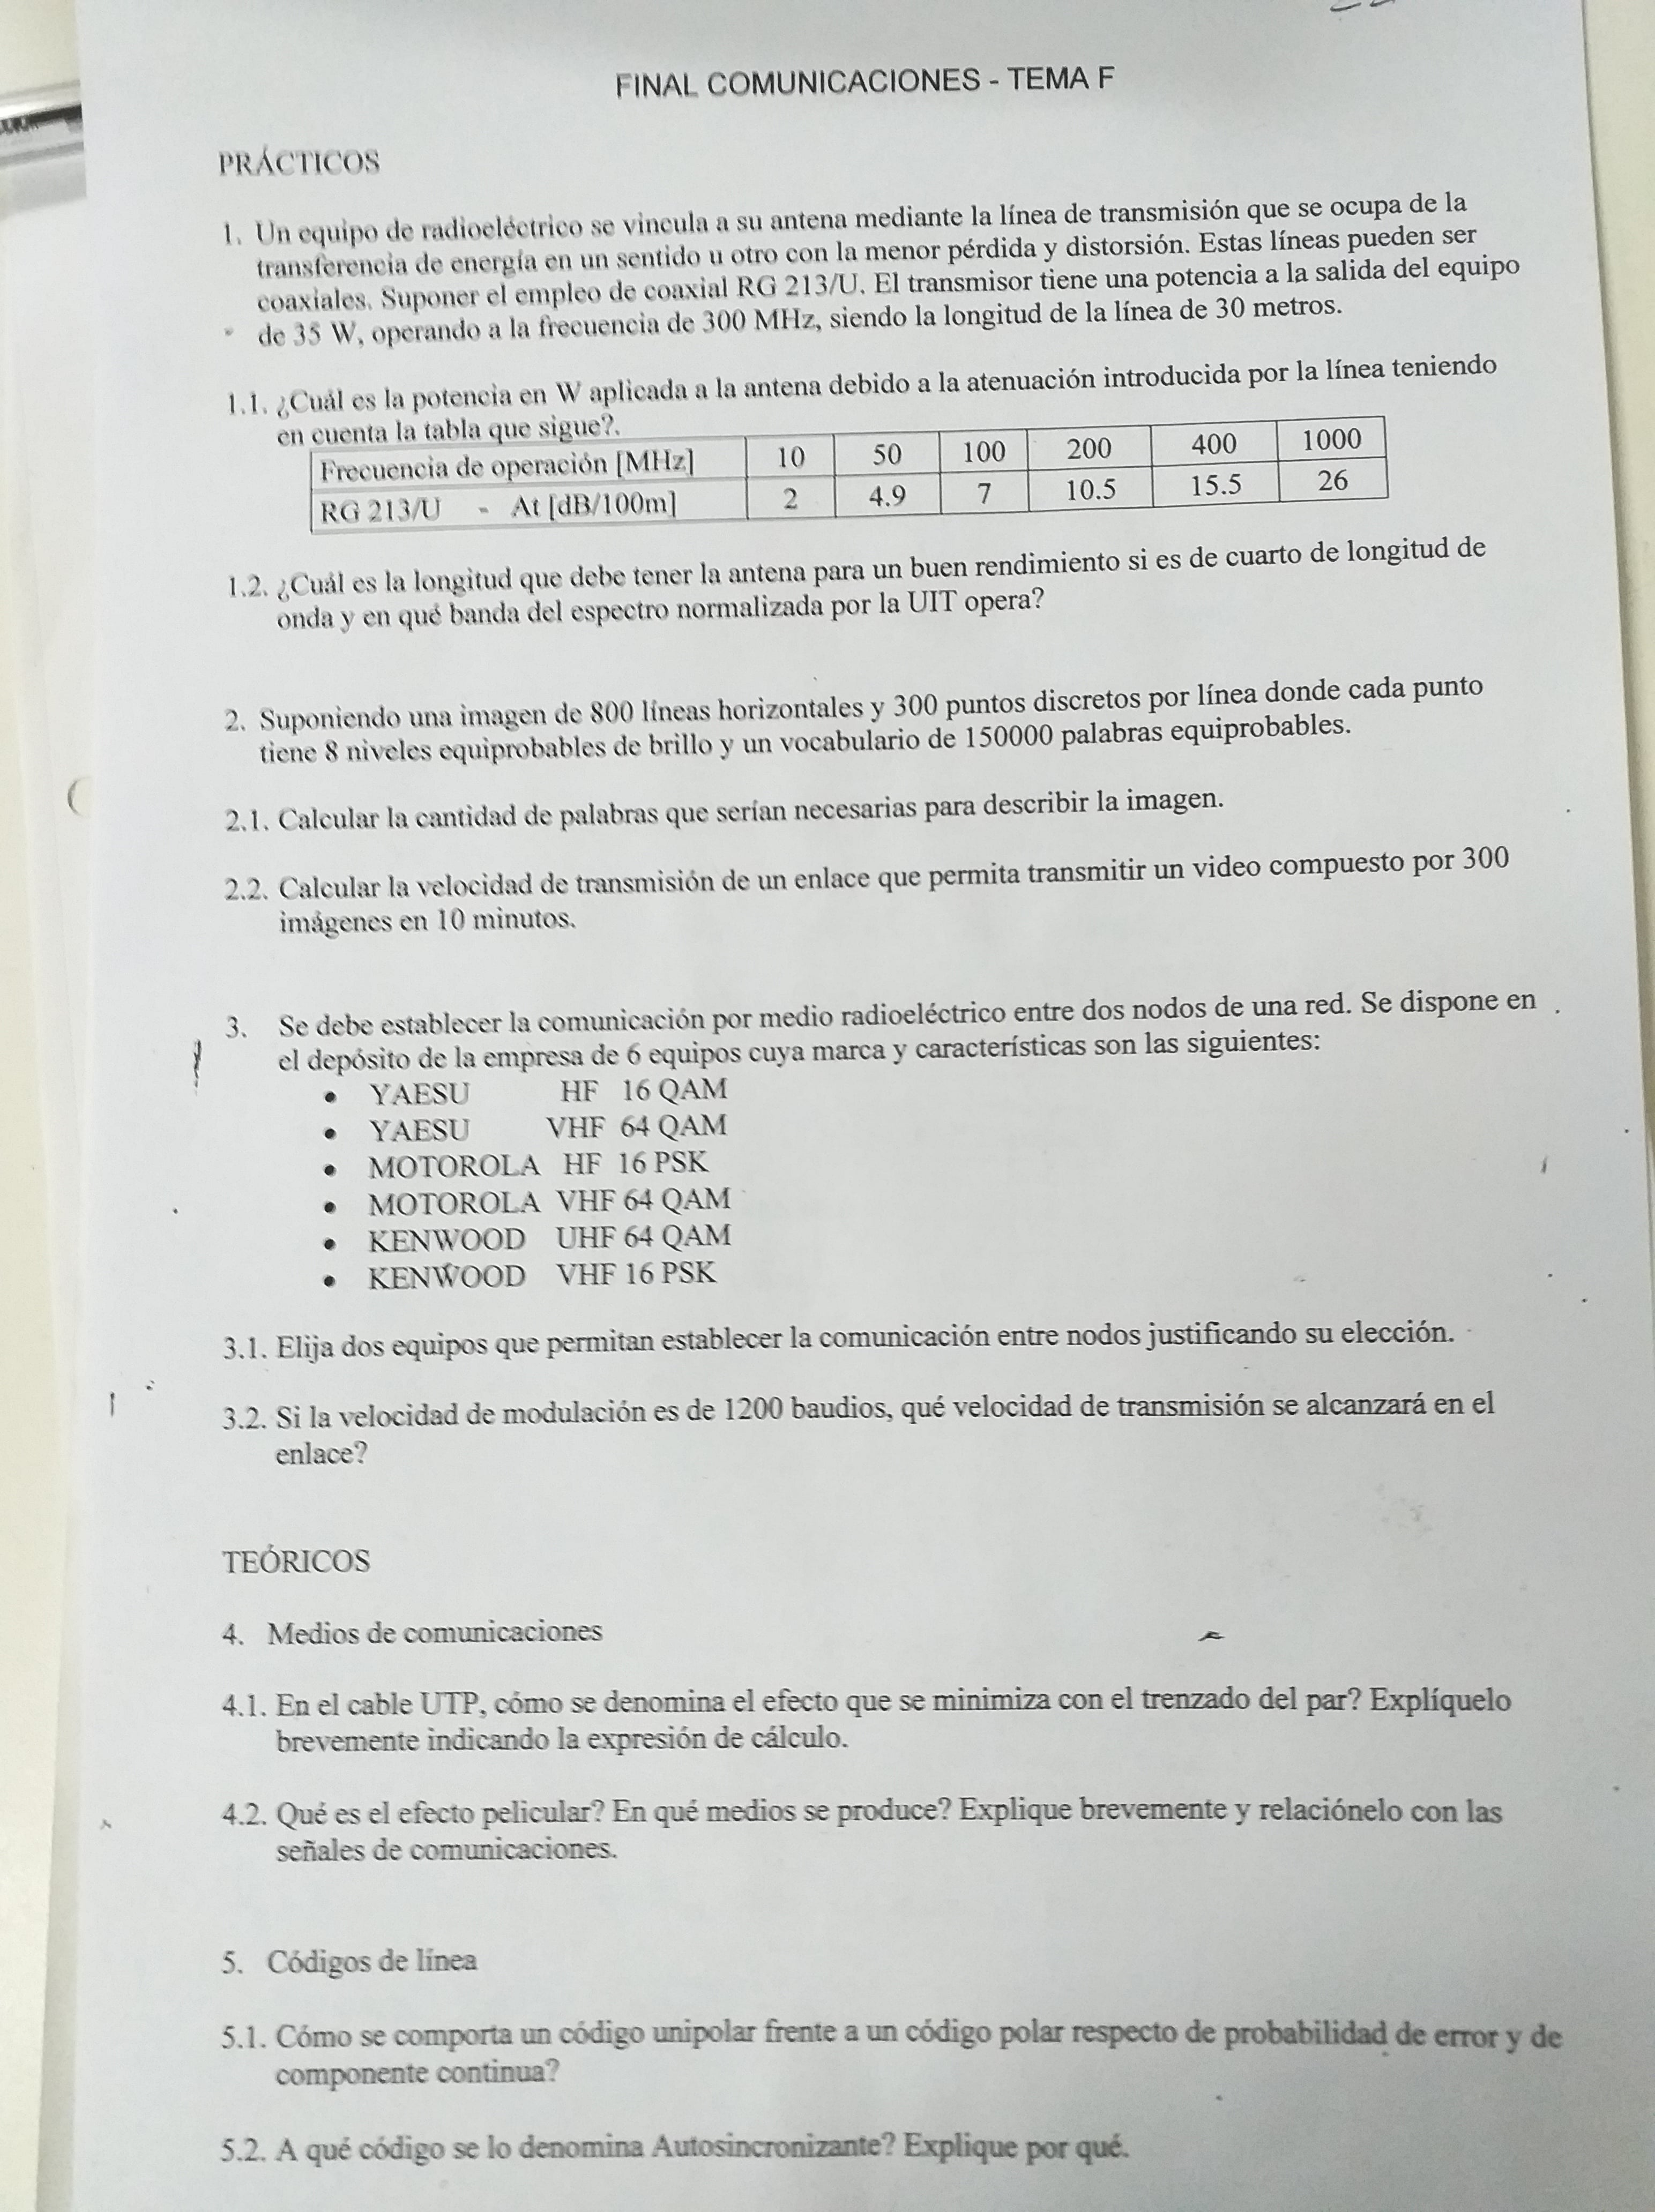 FINAL COMUNICACIONES - TEMA F
PRÁCTICOS
1. Un equipo de radioeléctrico se vincula a su antena mediante la línea de transmisión que se ocupa de la
transferencia de energía en un sentido u otro con la menor pérdida y distorsión. Estas líneas pueden ser
coaxiales. Suponer el empleo de coaxial RG 213/U. El transmisor tiene una potencia a la salida del equipo
de 35 W, operando a la frecuencia de 300 MHz, siendo la longitud de la línea de 30 metros.
1.1. ¿Cuál es la potencia en W aplicada a la antena debido a la atenuación introducida por la línea teniendo
en cuenta la tabla que sigue?.
Frecuencia de operación [MHz] 10 50 100 200 400 1000
RG 213/U - At [dB/100m] 2 4.9 7 10.5 15.5 26
1.2. ¿Cuál es la longitud que debe tener la antena para un buen rendimiento si es de cuarto de longitud de
onda y en qué banda del espectro normalizada por la UIT opera?
2. Suponiendo una imagen de 800 líneas horizontales y 300 puntos discretos por línea donde cada punto
tiene 8 niveles equiprobables de brillo y un vocabulario de 150000 palabras equiprobables.
2.1. Calcular la cantidad de palabras que serían necesarias para describir la imagen.
2.2. Calcular la velocidad de transmisión de un enlace que permita transmitir un video compuesto por 300
imágenes en 10 minutos.
3. Se debe establecer la comunicación por medio radioeléctrico entre dos nodos de una red. Se dispone en
el depósito de la empresa de 6 equipos cuya marca y características son las siguientes:
• YAESU HF 16 QAM
• YAESU VHF 64 QAM
• MOTOROLA HF 16 PSK
• MOTOROLA VHF 64 QAM
• KENWOOD UHF 64 QAM
• KENWOOD VHF 16 PSK
3.1. Elija dos equipos que permitan establecer la comunicación entre nodos justificando su elección.
3.2. Si la velocidad de modulación es de 1200 baudios, qué velocidad de transmisión se alcanzará en el
enlace?
TEÓRICOS
4. Medios de comunicaciones
4.1. En el cable UTP, cómo se denomina el efecto que se minimiza con el trenzado del par? Explíquelo
brevemente indicando la expresión de cálculo.
4.2. Qué es el efecto pelicular? En qué medios se produce? Explique brevemente y relaciónelo con las
señales de comunicaciones.
5. Códigos de línea
5.1. Cómo se comporta un código unipolar frente a un código polar respecto de probabilidad de error y de
componente continua?
5.2. A qué código se lo denomina Autosincronizante? Explique por qué.